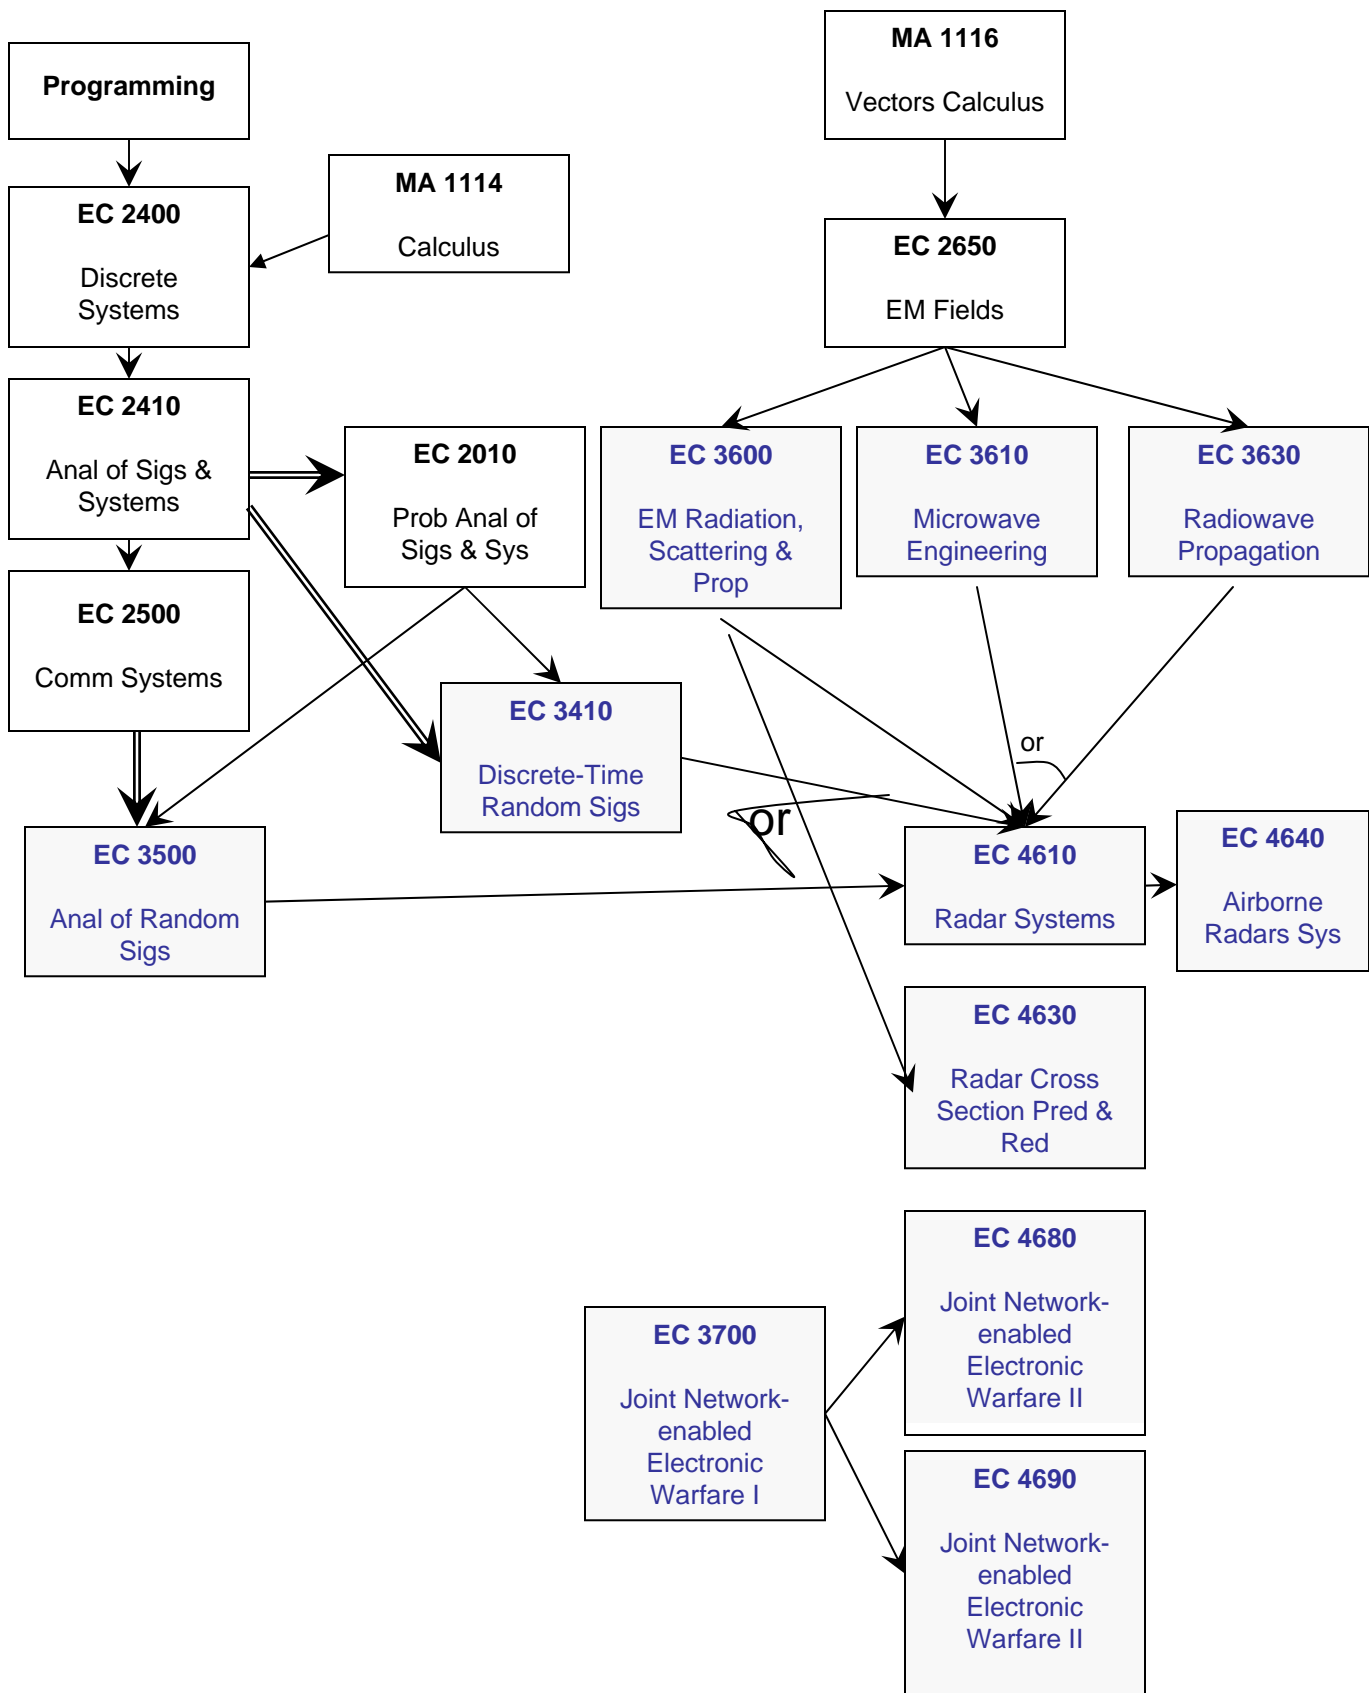 MA 1116
Vectors Calculus
Programming
MA 1114
Calculus
EC 2400
Discrete
Systems
EC 2650
EM Fields
EC 2410
Anal of Sigs &
Systems
EC 2010
Prob Anal of
Sigs & Sys
EC 3600
EM Radiation,
Scattering &
Prop
EC 3610
Microwave
Engineering
EC 3630
Radiowave
Propagation
EC 2500
Comm Systems
EC 3410
Discrete-Time
Random Sigs
or
or
EC 3500
Anal of Random
Sigs
EC 4610
Radar Systems
EC 4640
Airborne
Radars Sys
EC 4630
Radar Cross
Section Pred &
Red
EC 4680
Joint Network-
enabled
Electronic
Warfare II
EC 3700
Joint Network-
enabled
Electronic
Warfare I
EC 4690
Joint Network-
enabled
Electronic
Warfare II